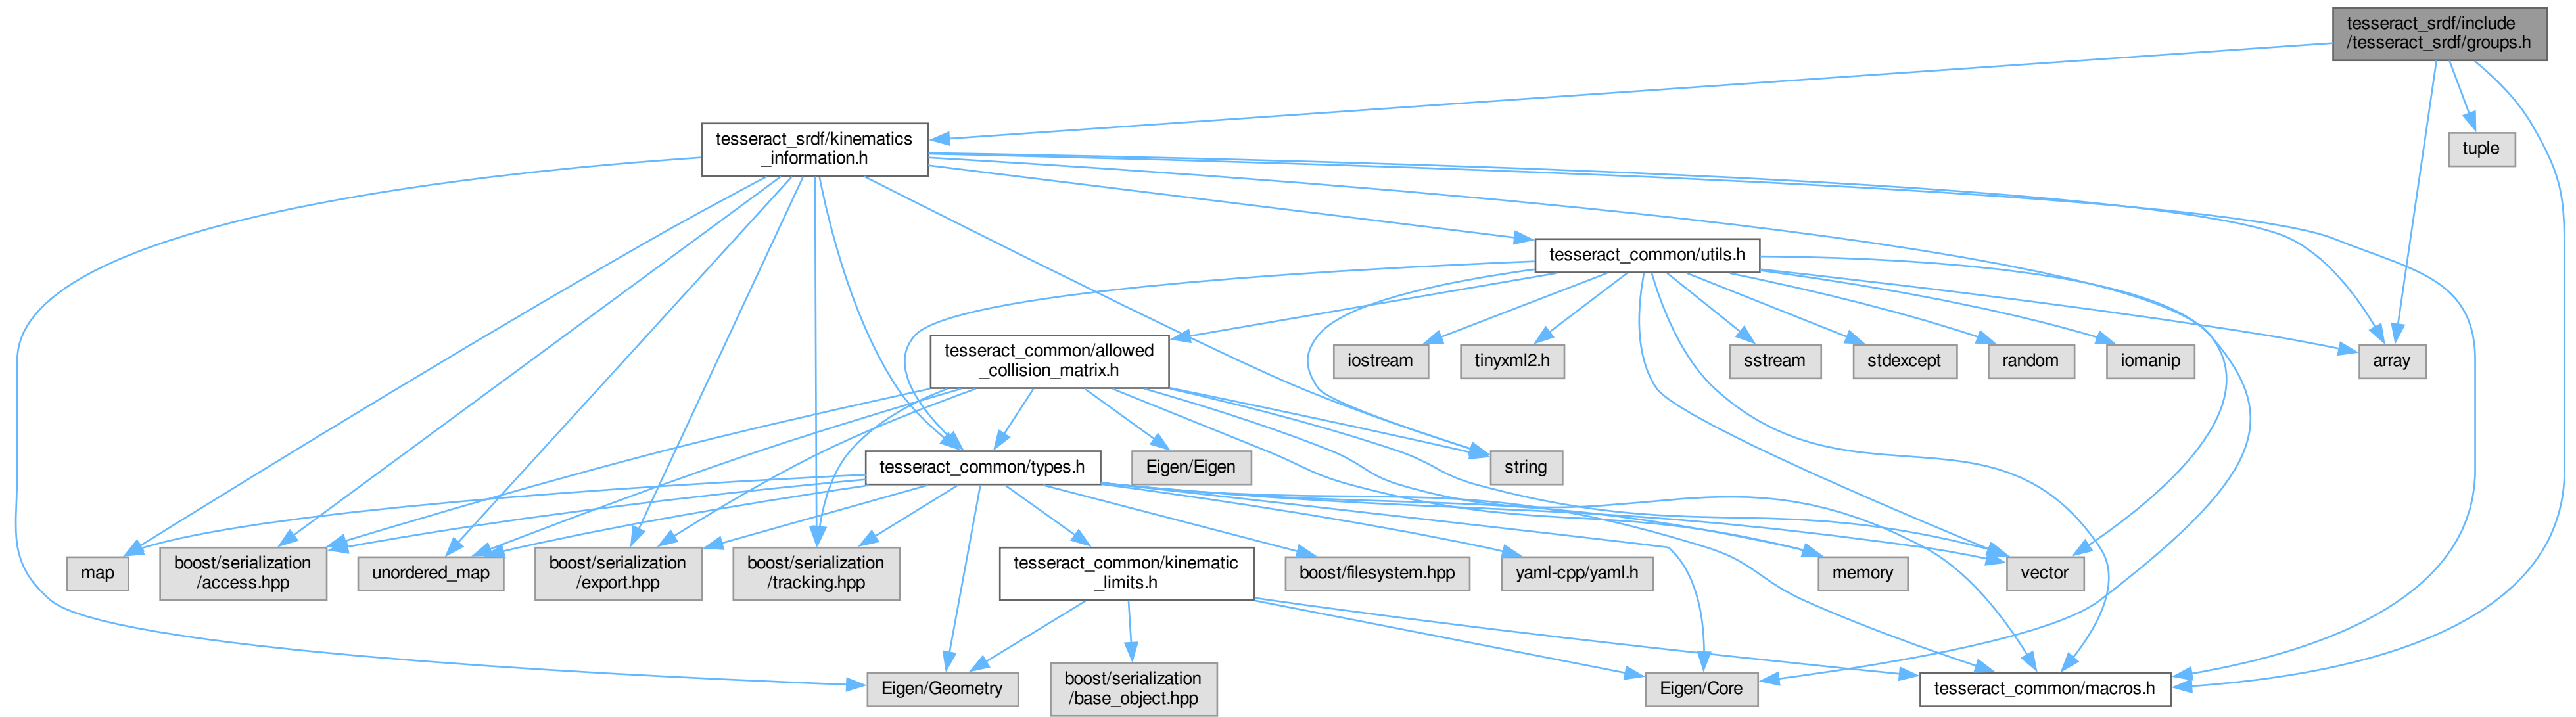 tesseract_srdf/include
/tesseract_srdf/groups.h
tesseract_srdf/kinematics
_information.h
tuple
tesseract_common/utils.h
tesseract_common/allowed
_collision_matrix.h
iostream
tinyxml2.h
sstream
stdexcept
random
iomanip
array
tesseract_common/types.h
Eigen/Eigen
string
map
boost/serialization
/access.hpp
unordered_map
boost/serialization
/export.hpp
boost/serialization
/tracking.hpp
tesseract_common/kinematic
_limits.h
boost/filesystem.hpp
yaml-cpp/yaml.h
memory
vector
Eigen/Geometry
boost/serialization
/base_object.hpp
Eigen/Core
tesseract_common/macros.h